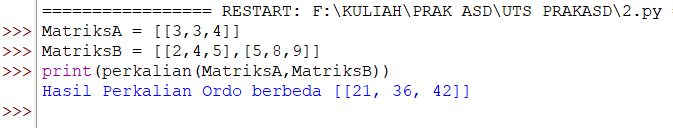 ================= RESTART: F:\KULIAH\PRAK ASD\UTS PRAKASD\2.py =
>>> MatriksA = [[3,3,4]]
>>> MatriksB = [[2,4,5],[5,8,9]]
>>> print(perkalian(MatriksA,MatriksB))
Hasil Perkalian Ordo berbeda [[21, 36, 42]]
>>>